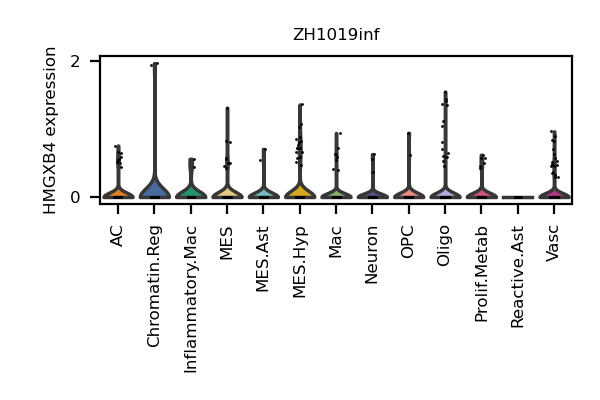 ZH1019inf
HMGXB4 expression
2
0
AC
Chromatin.Reg
Inflammatory.Mac
MES
MES.Ast
MES.Hyp
Mac
Neuron
OPC
Oligo
Prolif.Metab
Reactive.Ast
Vasc